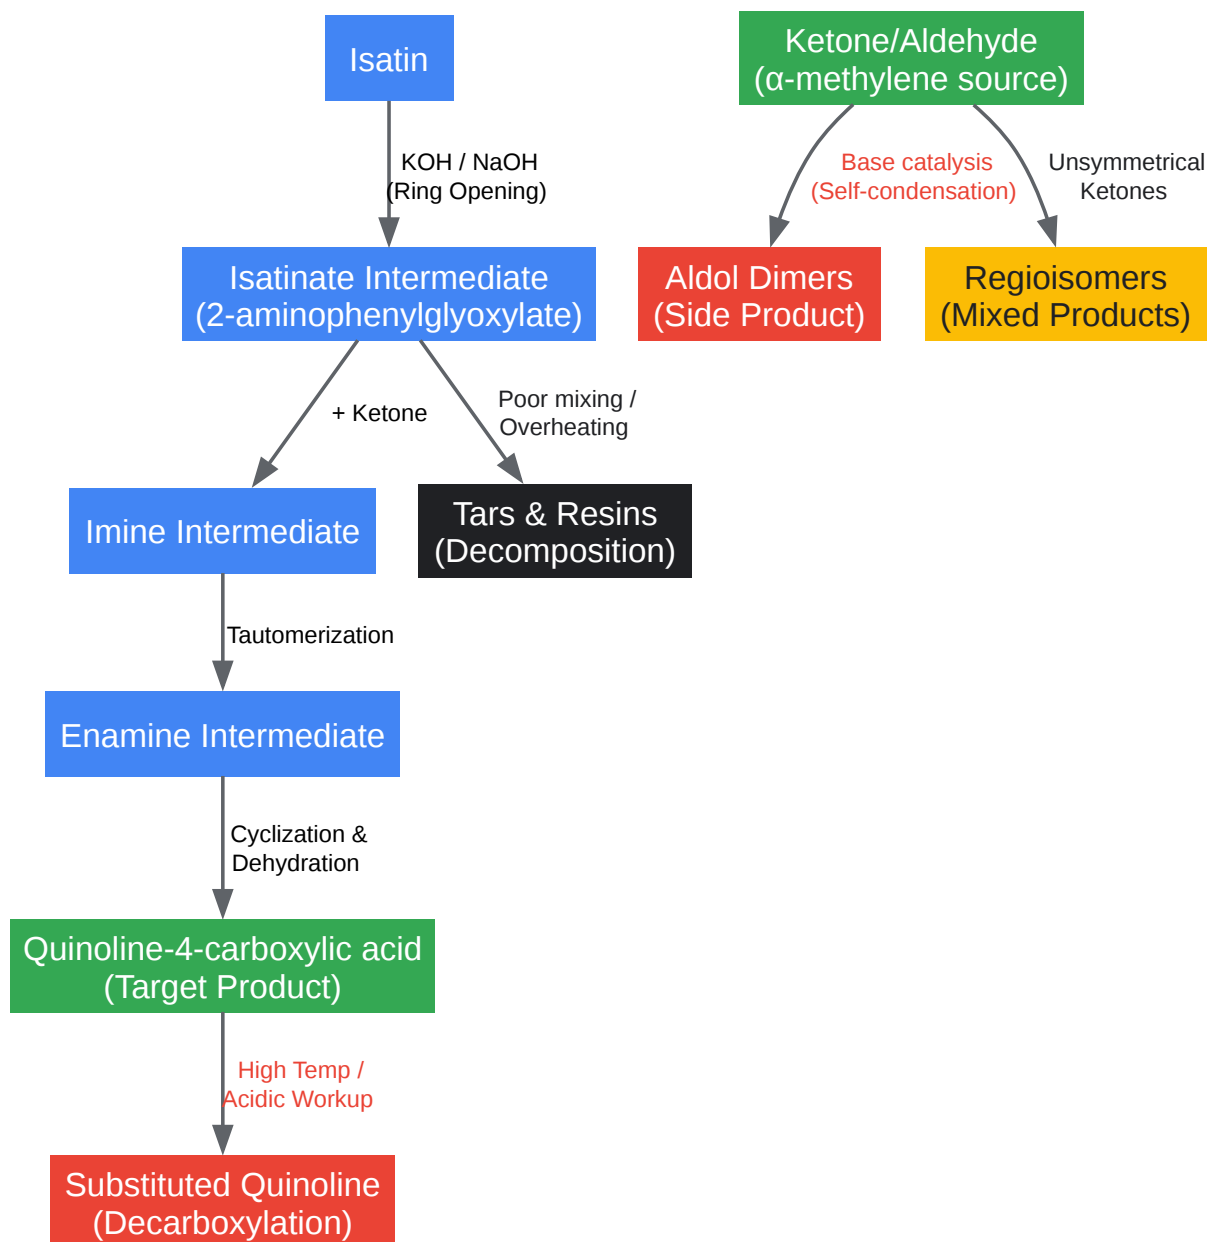 Isatin
Ketone/Aldehyde
(α-methylene source)
KOH / NaOH
(Ring Opening)
Base catalysis
(Self-condensation)
Unsymmetrical
Ketones
Isatinate Intermediate
(2-aminophenylglyoxylate)
Aldol Dimers
(Side Product)
Regioisomers
(Mixed Products)
+ Ketone
Poor mixing /
Overheating
Imine Intermediate
Tars & Resins
(Decomposition)
Tautomerization
Enamine Intermediate
Cyclization &
Dehydration
Quinoline-4-carboxylic acid
(Target Product)
High Temp /
Acidic Workup
Substituted Quinoline
(Decarboxylation)